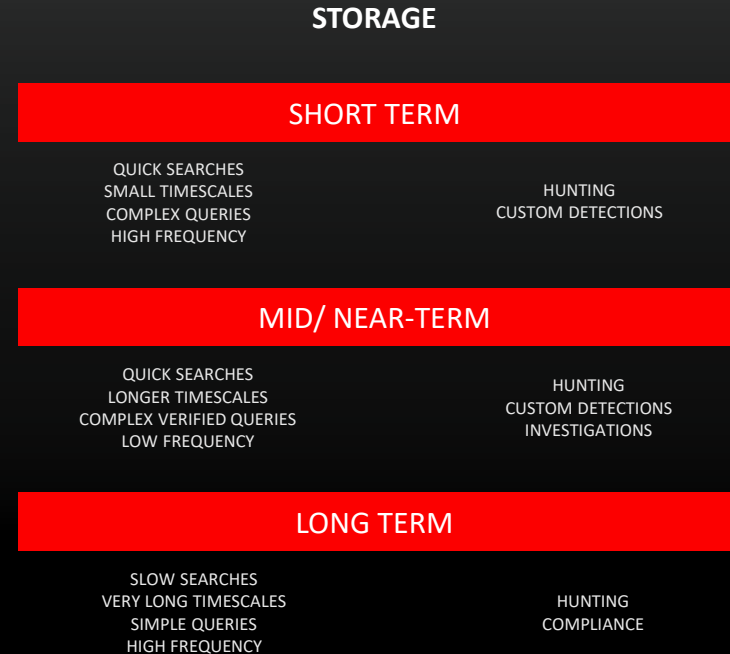 STORAGE
SHORT TERM
QUICK SEARCHES
SMALL TIMESCALES
COMPLEX QUERIES
HIGH FREQUENCY
HUNTING
CUSTOM DETECTIONS
MID/ NEAR-TERM
QUICK SEARCHES
LONGER TIMESCALES
COMPLEX VERIFIED QUERIES
LOW FREQUENCY
HUNTING
CUSTOM DETECTIONS
INVESTIGATIONS
LONG TERM
SLOW SEARCHES
VERY LONG TIMESCALES
SIMPLE QUERIES
HIGH FREQUENCY
HUNTING
COMPLIANCE